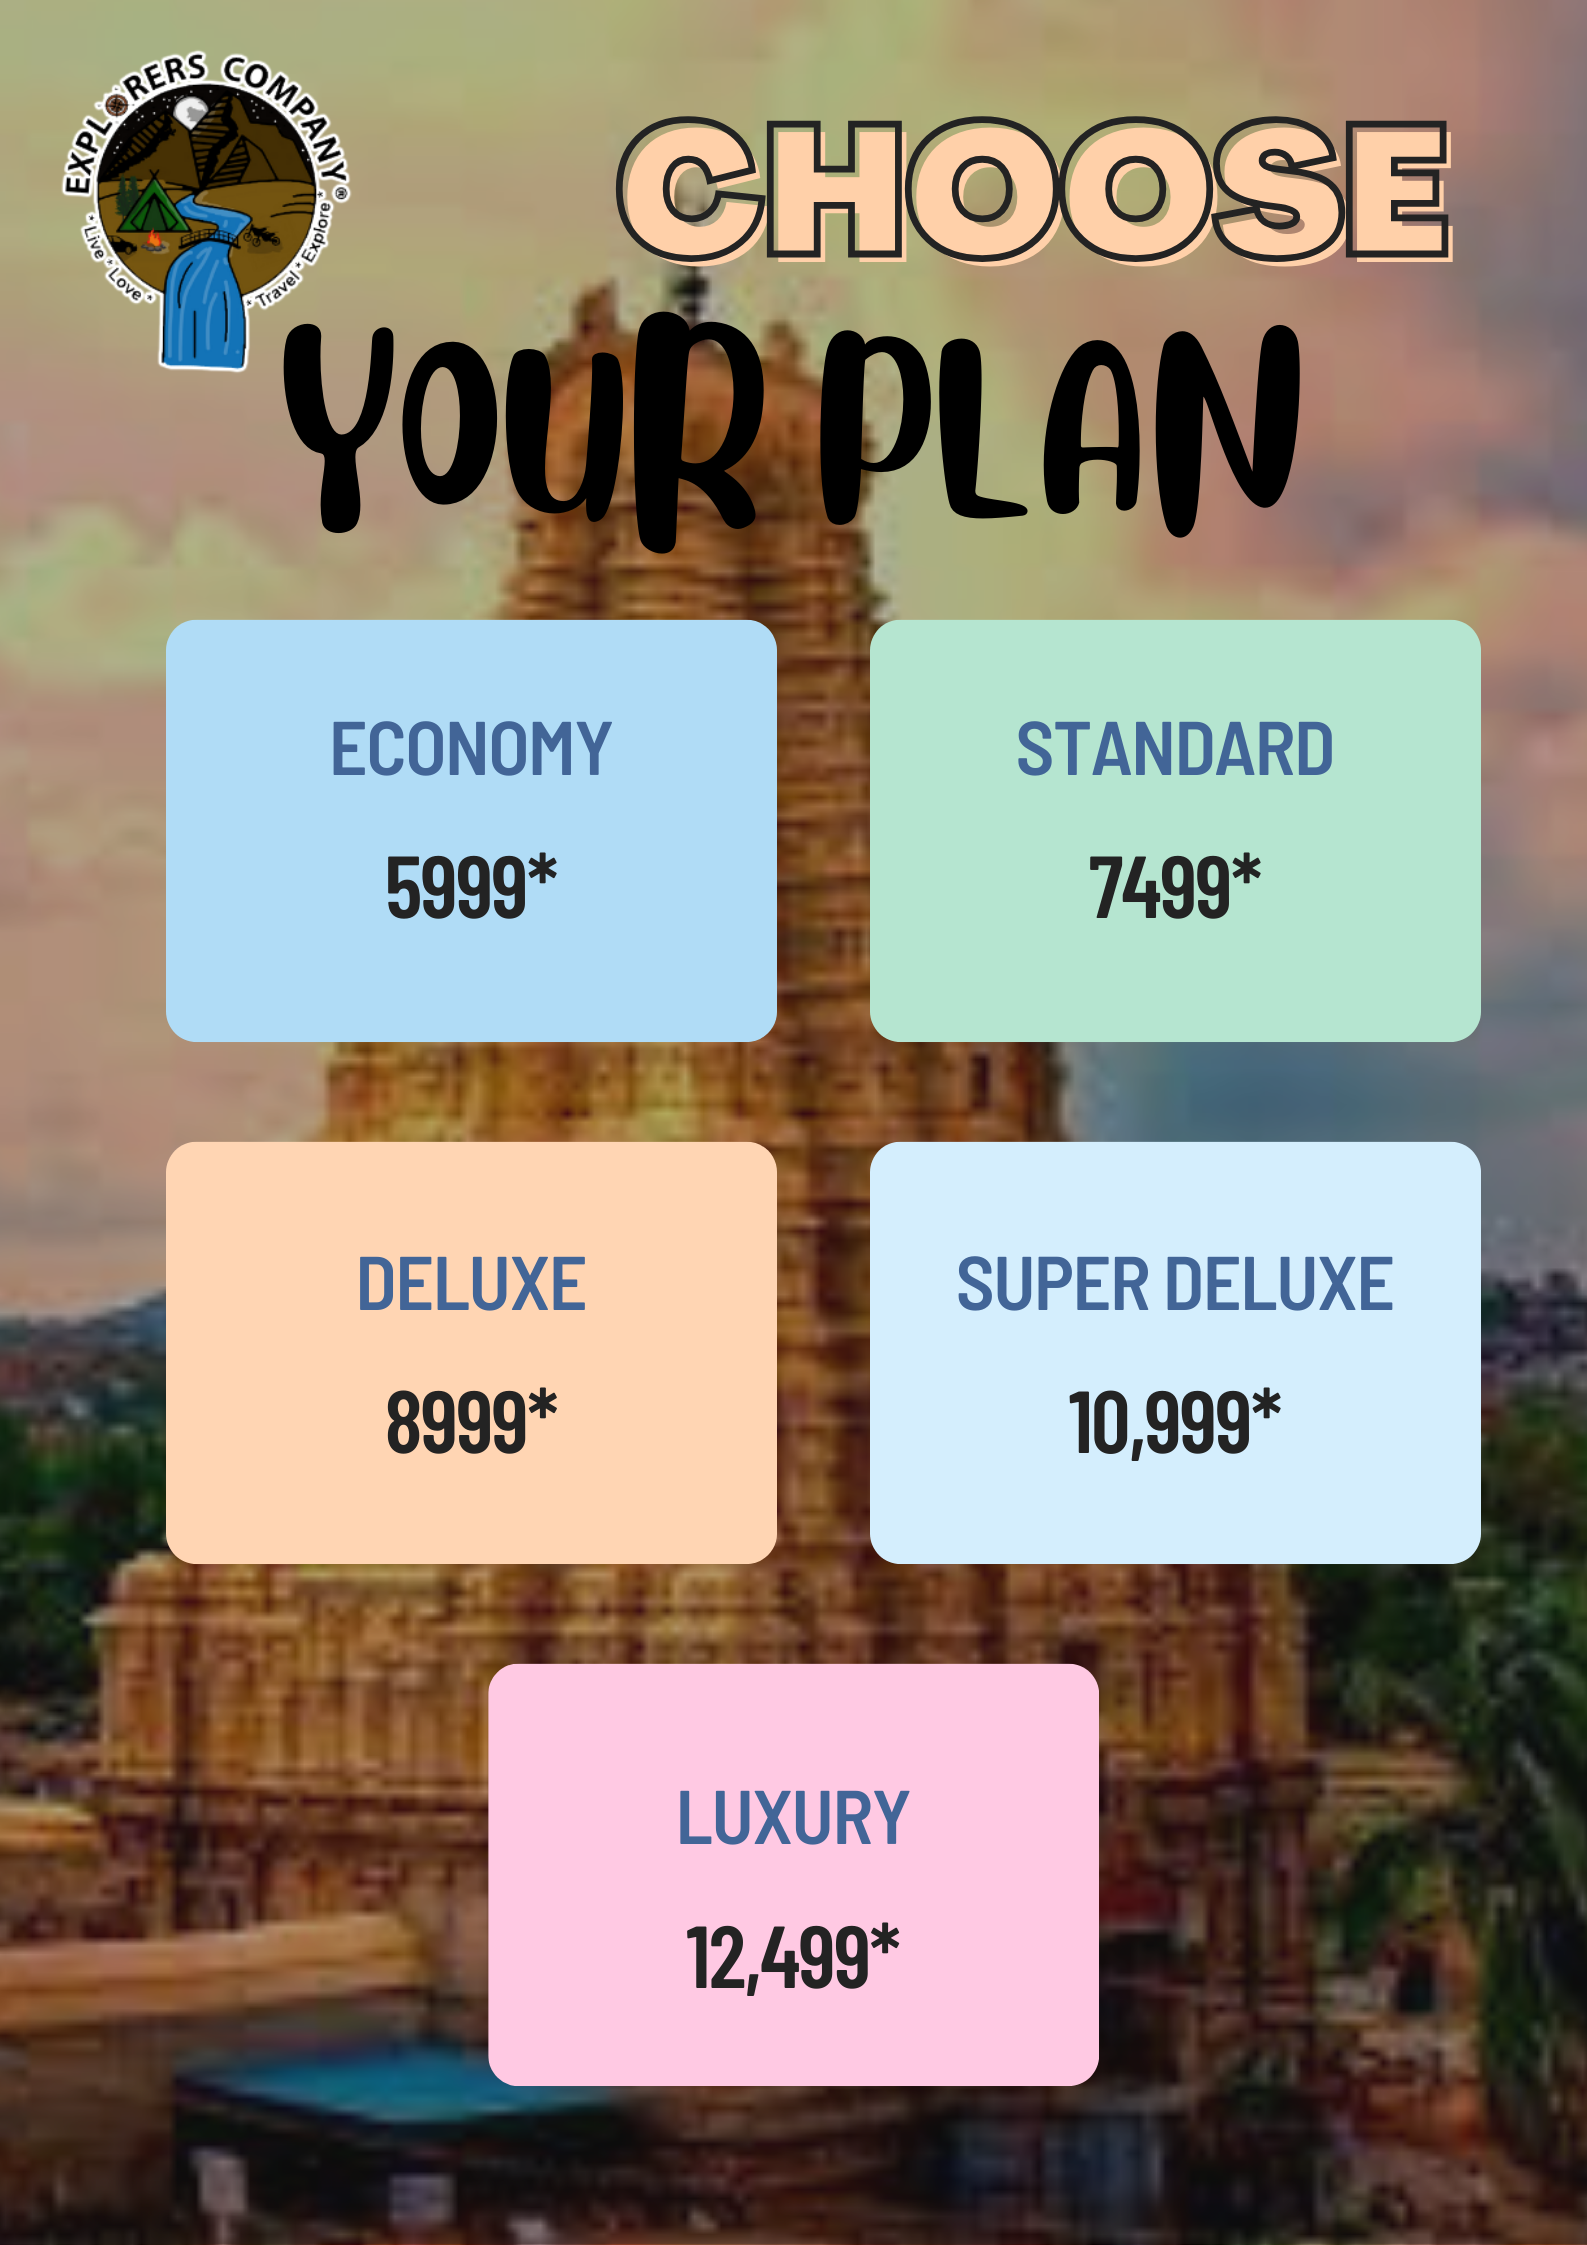 EXPLORERS COMPANY®
* Live * Love * * Travel * Explore *
CHOOSE
YOUR PLAN
ECONOMY
5999*
STANDARD
7499*
DELUXE
8999*
SUPER DELUXE
10,999*
LUXURY
12,499*